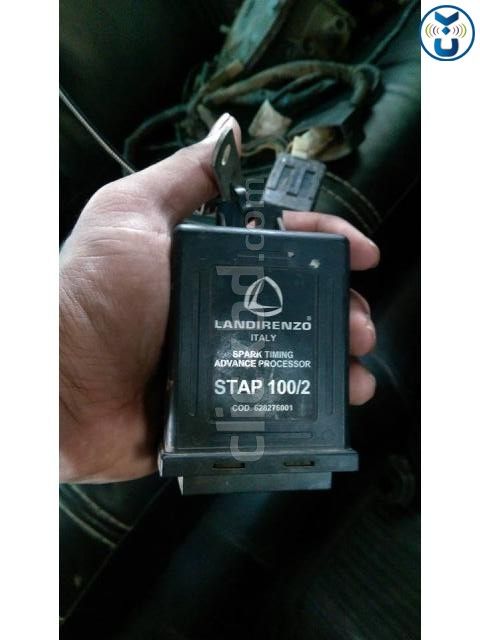 LANDIRENZO®
ITALY
SPARK TIMING
ADVANCE PROCESSOR
STAP 100/2
COD. 628276001